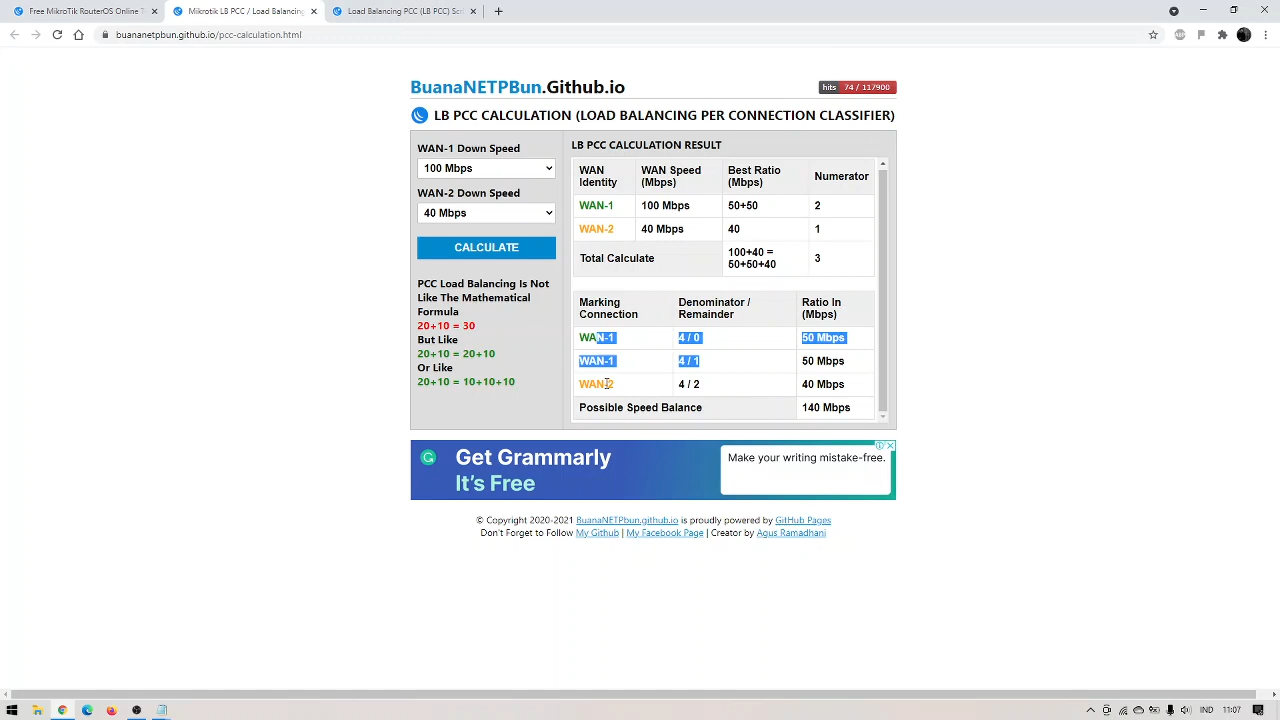 Free MikroTik RouterOS Online T
Mikrotik LB PCC / Load Balancing
Load Balancing PCC (LB PCC) Scr
buananetpbun.github.io/pcc-calculation.html
BuanaNETPBun.Github.io
hits 74 / 117900
LB PCC CALCULATION (LOAD BALANCING PER CONNECTION CLASSIFIER)
WAN-1 Down Speed
100 Mbps
WAN-2 Down Speed
40 Mbps
CALCULATE
PCC Load Balancing Is Not
Like The Mathematical
Formula
20+10 = 30
But Like
20+10 = 20+10
Or Like
20+10 = 10+10+10
LB PCC CALCULATION RESULT
WAN Identity WAN Speed (Mbps) Best Ratio (Mbps) Numerator
WAN-1 100 Mbps 50+50 2
WAN-2 40 Mbps 40 1
Total Calculate 100+40 = 50+50+40 3
Marking Connection Denominator / Remainder Ratio In (Mbps)
WAN-1 4 / 0 50 Mbps
WAN-1 4 / 1 50 Mbps
WAN-2 4 / 2 40 Mbps
Possible Speed Balance 140 Mbps
Get Grammarly
It's Free
Make your writing mistake-free.
© Copyright 2020-2021 BuanaNETPbun.github.io is proudly powered by GitHub Pages
Don't Forget to Follow My Github | My Facebook Page | Creator by Agus Ramadhani
IND 11:07